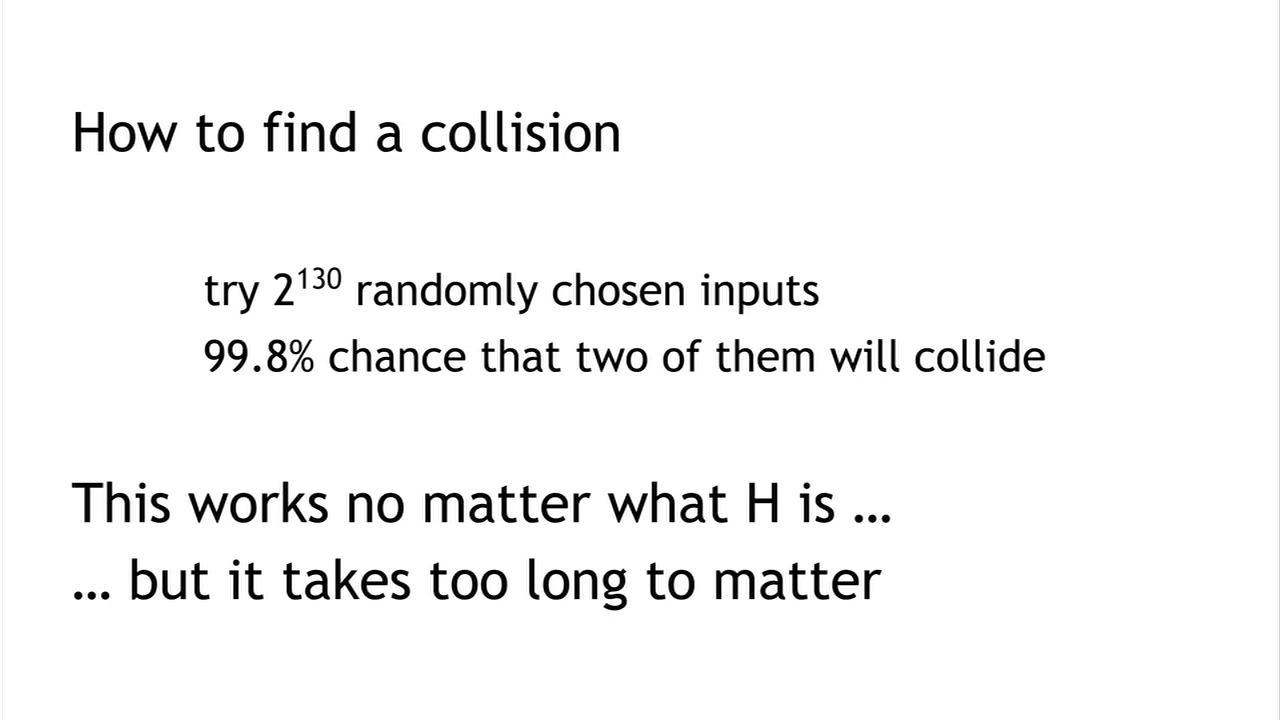 How to find a collision
try 2¹³⁰ randomly chosen inputs
99.8% chance that two of them will collide
This works no matter what H is …
… but it takes too long to matter